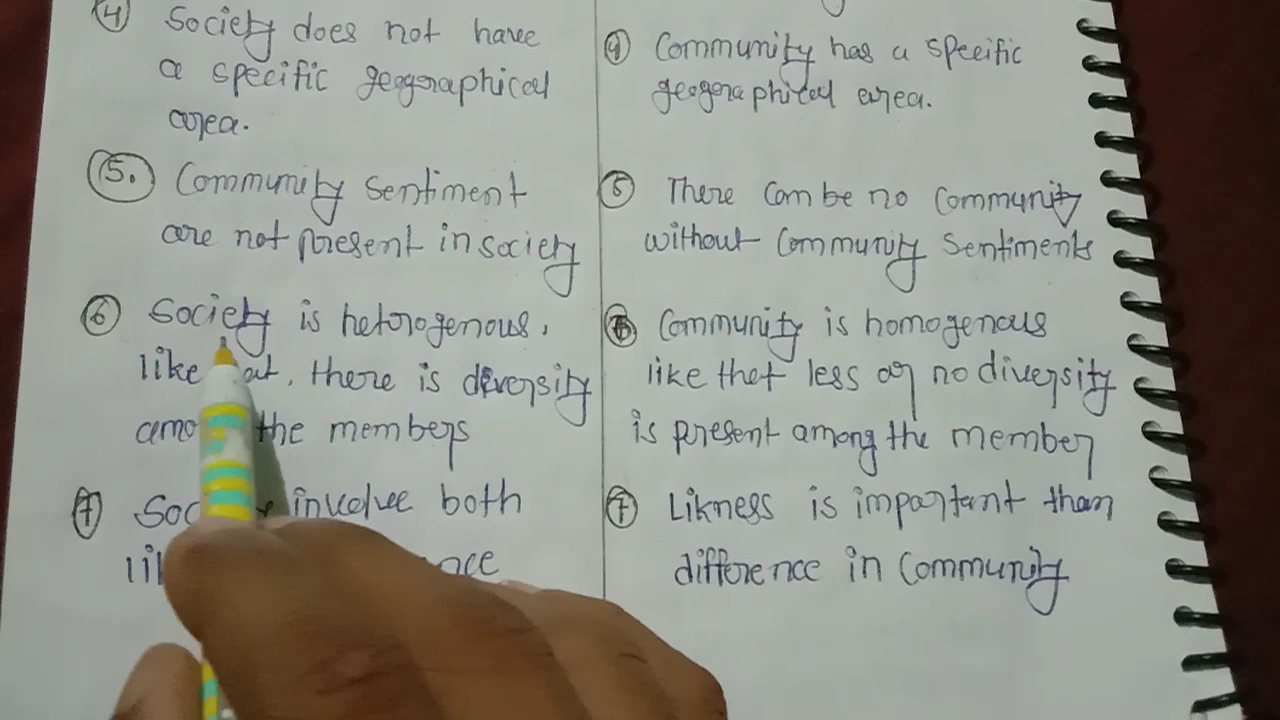 ④ Society does not have
a specific geographical
area.
⑤. Community Sentiment
are not present in society
⑥ Society is heterogenous,
like there is diversity
the members
⑦ involve both
④ Community has a specific
geographical area.
⑤ There can be no Community
without Community Sentiments
⑥ Community is homogenous
like that less or no diversity
is present among the member
⑦ Likness is important than
difference in Community